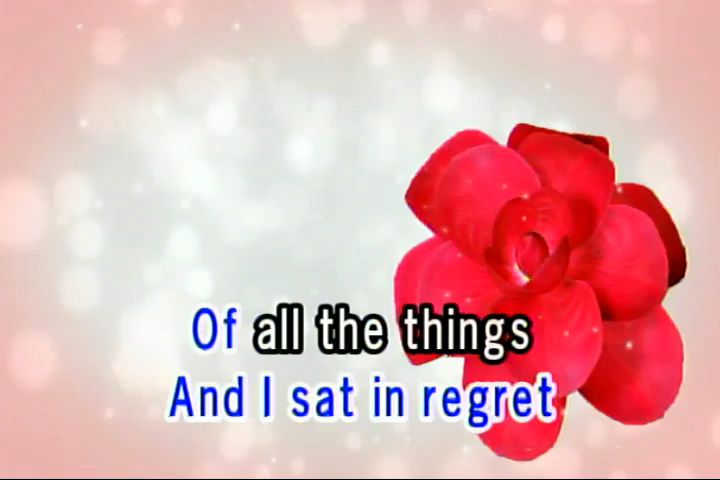 Of all the things
And I sat in regret